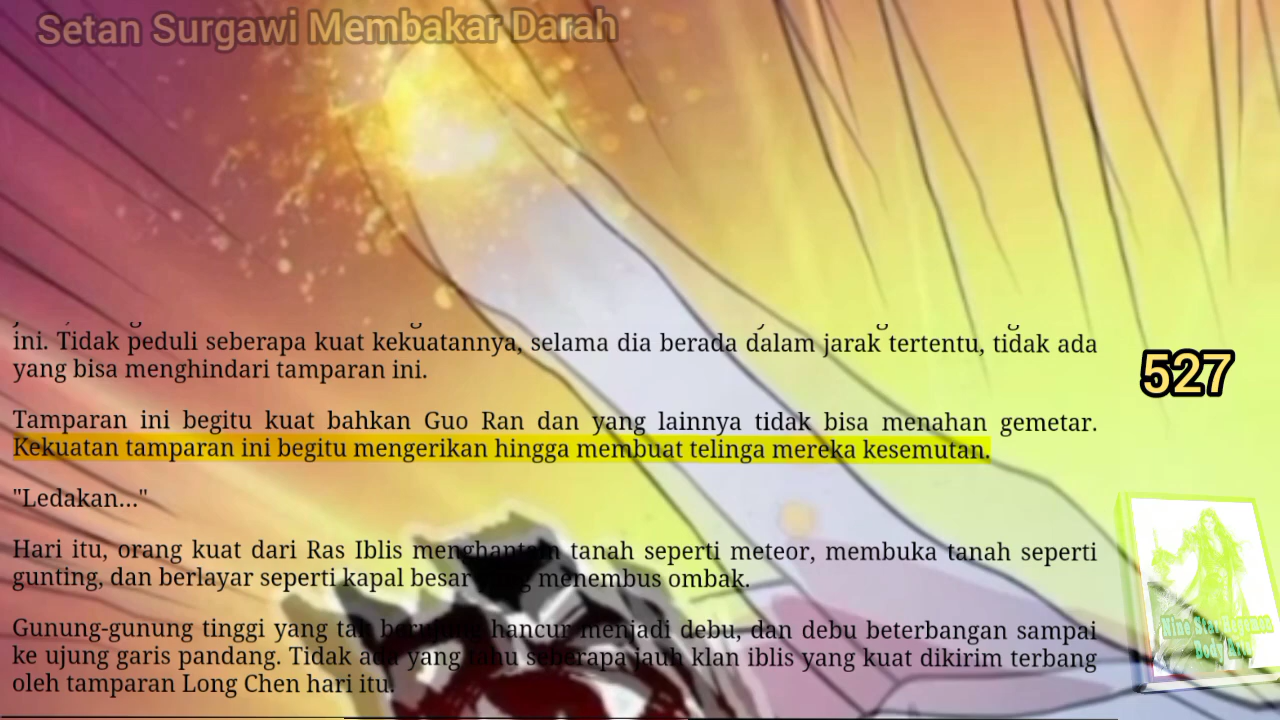 Setan Surgawi Membakar Darah
ini. Tidak peduli seberapa kuat kekuatannya, selama dia berada dalam jarak tertentu, tidak ada
yang bisa menghindari tamparan ini.
527
Tamparan ini begitu kuat bahkan Guo Ran dan yang lainnya tidak bisa menahan gemetar.
Kekuatan tamparan ini begitu mengerikan hingga membuat telinga mereka kesemutan.
"Ledakan..."
Hari itu, orang kuat dari Ras Iblis menghantam tanah seperti meteor, membuka tanah seperti
gunting, dan berlayar seperti kapal besar yang menembus ombak.
Gunung-gunung tinggi yang tak berujung hancur menjadi debu, dan debu beterbangan sampai
ke ujung garis pandang. Tidak ada yang tahu seberapa jauh klan iblis yang kuat dikirim terbang
oleh tamparan Long Chen hari itu.
Nine Star Hegemon
Body Arts